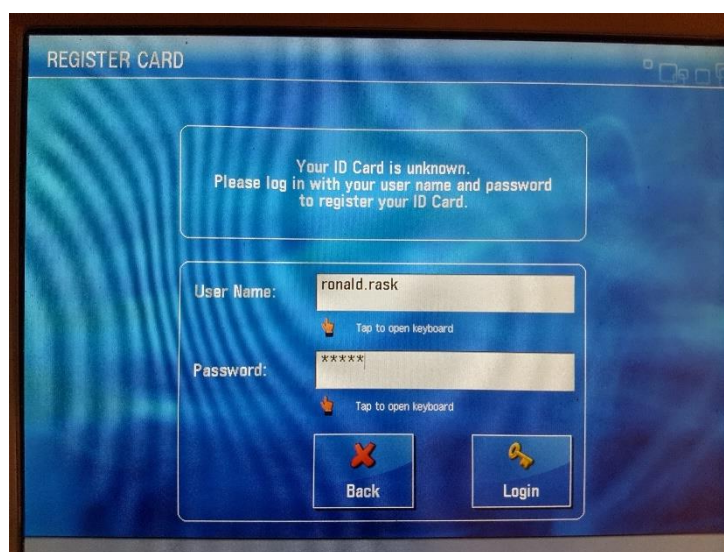 REGISTER CARD
Your ID Card is unknown.
Please log in with your user name and password
to register your ID Card.
User Name:
ronald.rask
Tap to open keyboard
Password:
*****
Tap to open keyboard
Back
Login